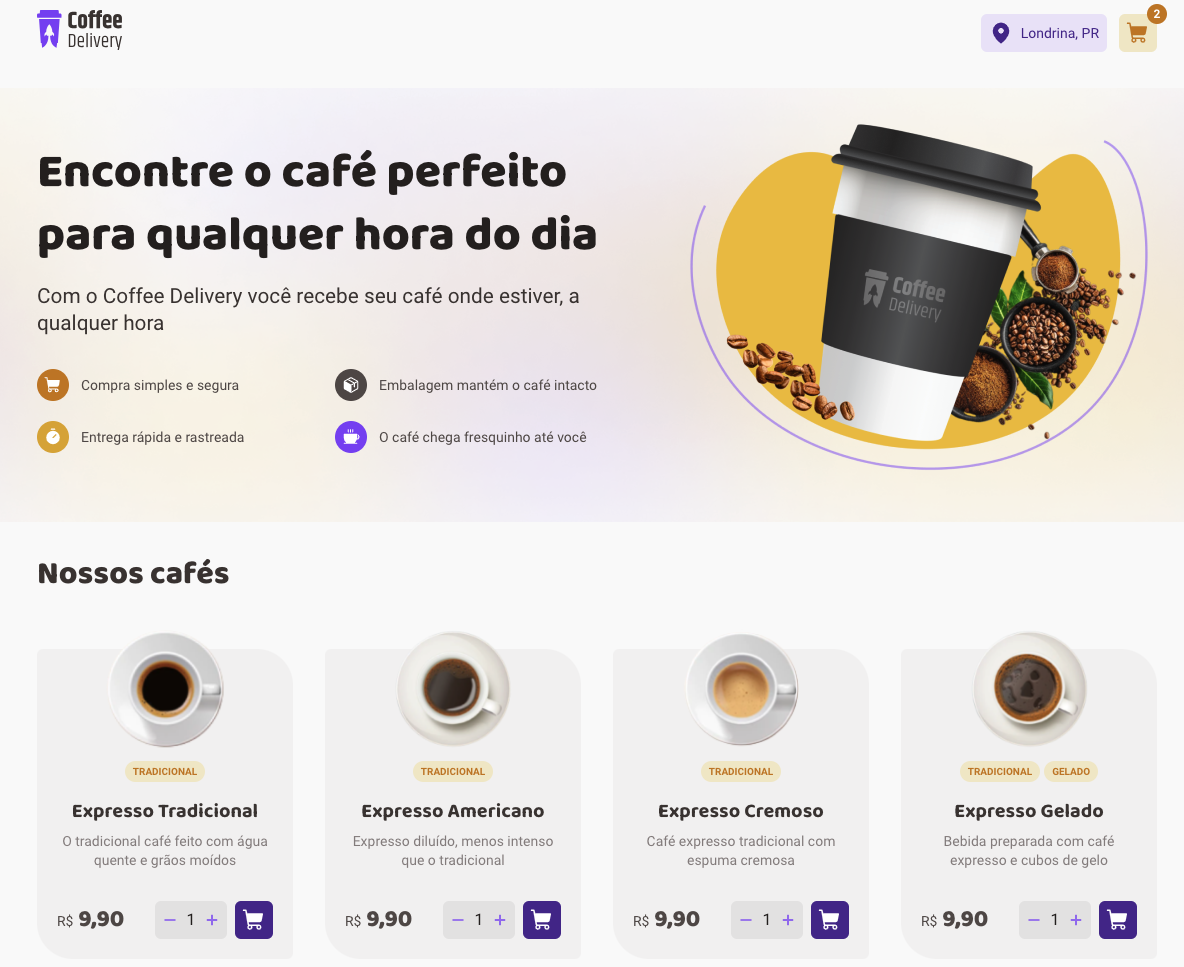 Coffee
Delivery
Londrina, PR
2
Encontre o café perfeito
para qualquer hora do dia
Com o Coffee Delivery você recebe seu café onde estiver, a
qualquer hora
Compra simples e segura
Embalagem mantém o café intacto
Entrega rápida e rastreada
O café chega fresquinho até você
Coffee
Delivery
Nossos cafés
TRADICIONAL
Expresso Tradicional
O tradicional café feito com água
quente e grãos moídos
R$ 9,90
1
TRADICIONAL
Expresso Americano
Expresso diluído, menos intenso
que o tradicional
R$ 9,90
1
TRADICIONAL
Expresso Cremoso
Café expresso tradicional com
espuma cremosa
R$ 9,90
1
TRADICIONAL GELADO
Expresso Gelado
Bebida preparada com café
expresso e cubos de gelo
R$ 9,90
1